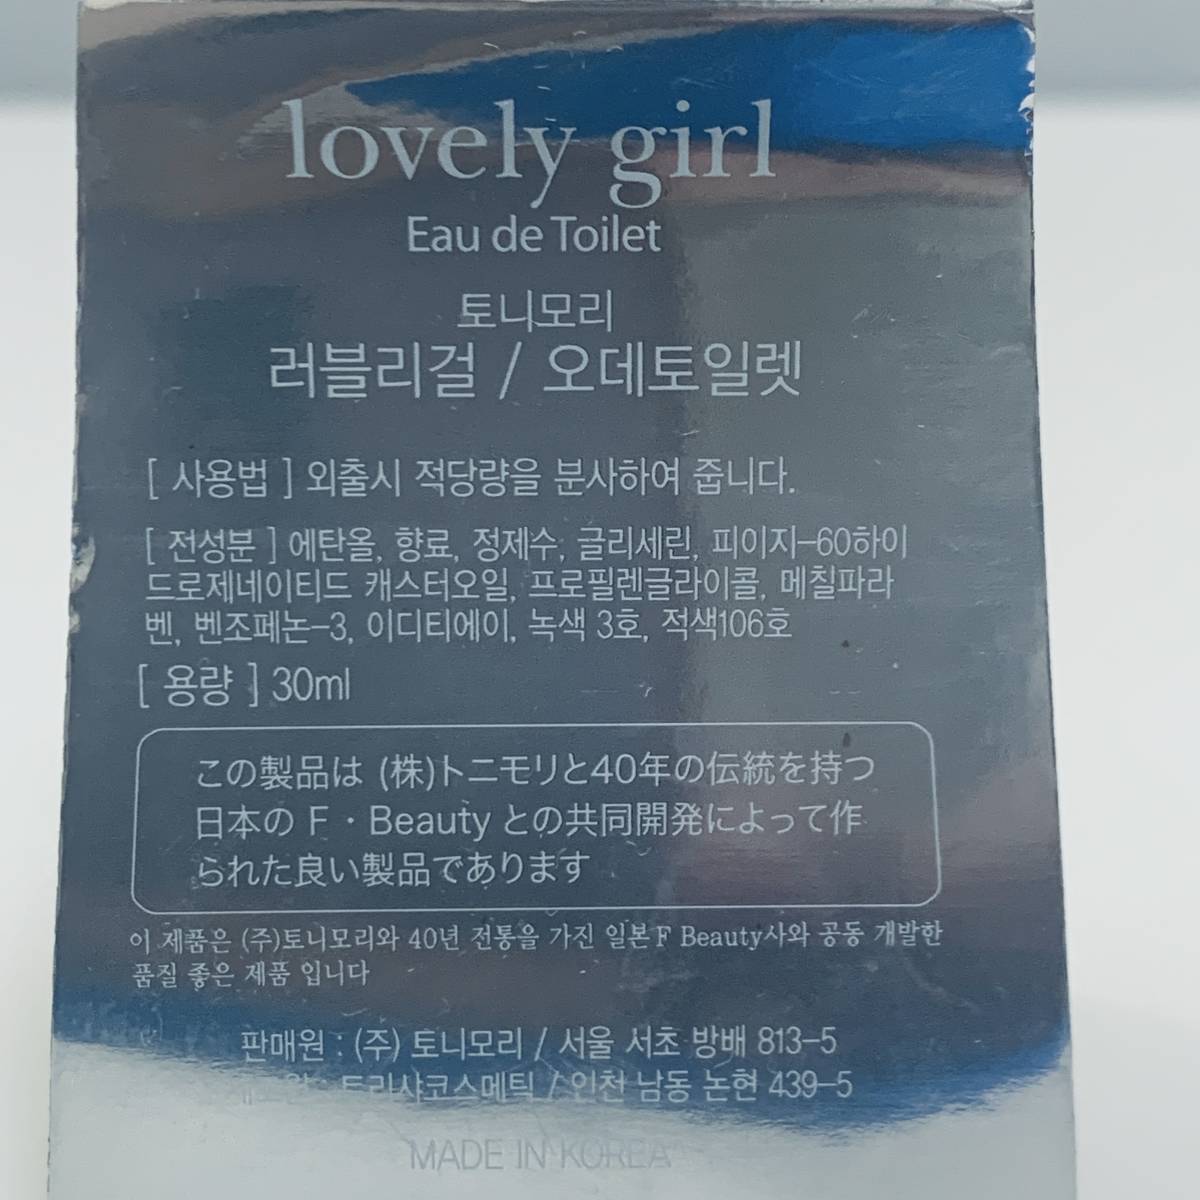 lovely girl
Eau de Toilet
토니모리
러블리걸 / 오데토일렛
[ 사용법 ] 외출시 적당량을 분사하여 줍니다.
[ 전성분 ] 에탄올, 향료, 정제수, 글리세린, 피이지-60하이
드로제네이티드 캐스터오일, 프로필렌글라이콜, 메칠파라
벤, 벤조페논-3, 이디티에이, 녹색 3호, 적색106호
[ 용량 ] 30ml
この製品は (株)トニモリと40年の伝統を持つ
日本の F・Beauty との共同開発によって作
られた良い製品であります
이 제품은 (주)토니모리와 40년 전통을 가진 일본 F Beauty사와 공동 개발한
품질 좋은 제품 입니다
판매원 : (주) 토니모리 / 서울 서초 방배 813-5
: 트리샤코스메틱 / 인천 남동 논현 439-5
MADE IN KOREA